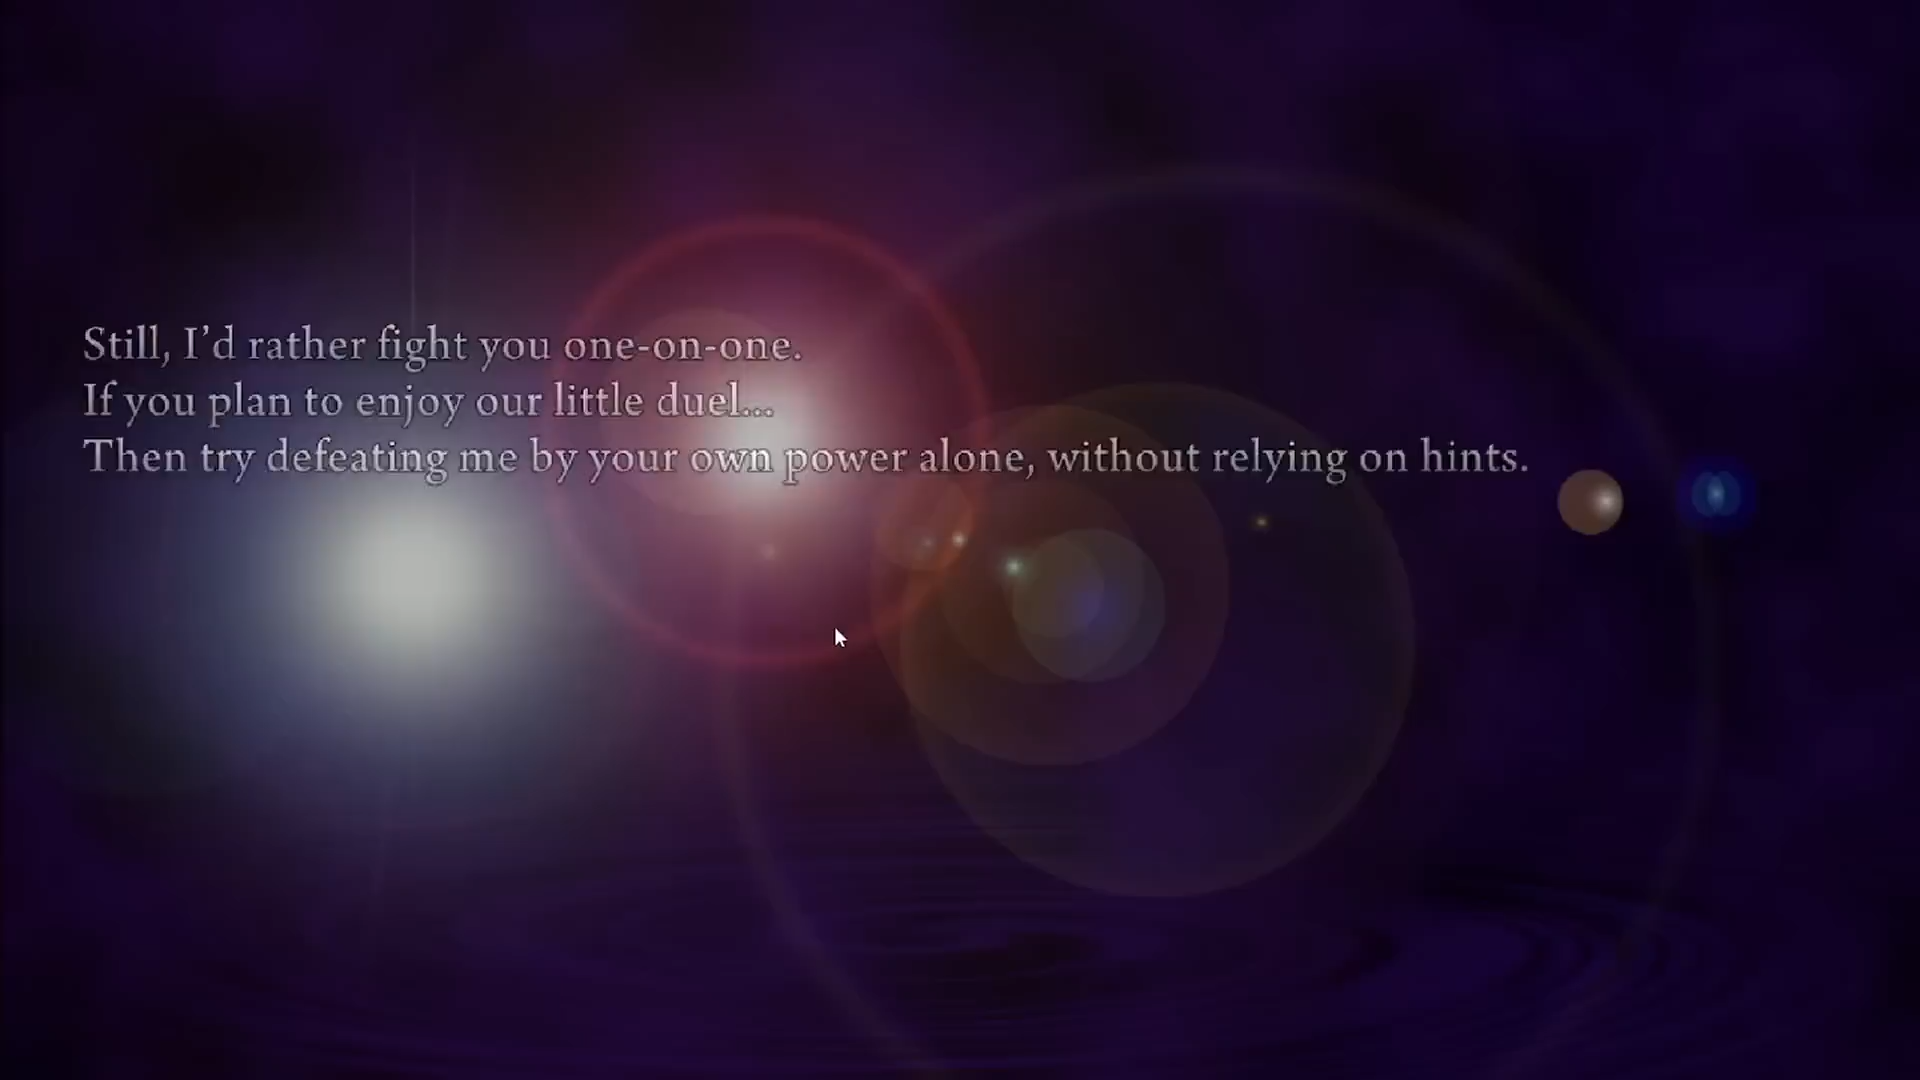 Still, I’d rather fight you one-on-one.
If you plan to enjoy our little duel...
Then try defeating me by your own power alone, without relying on hints.